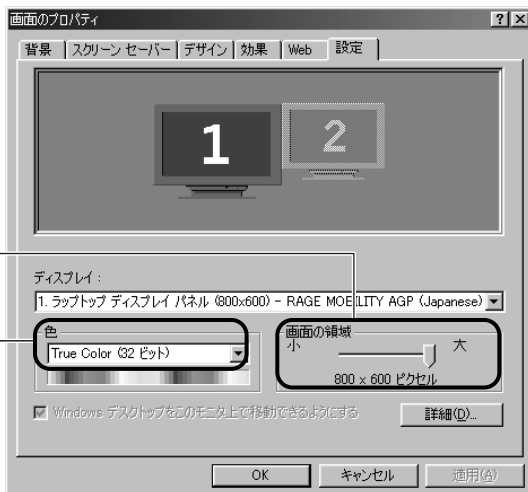 画面のプロパティ
背景 スクリーン セーバー デザイン 効果 Web 設定
1 2
ディスプレイ:
1. ラップトップ ディスプレイ パネル (800x600) - RAGE MOBILITY AGP (Japanese)
色
True Color (32 ビット)
画面の領域
小 大
800 x 600 ピクセル
Windows デスクトップをこのモニタ上で移動できるようにする
詳細(D)...
OK キャンセル 適用(A)